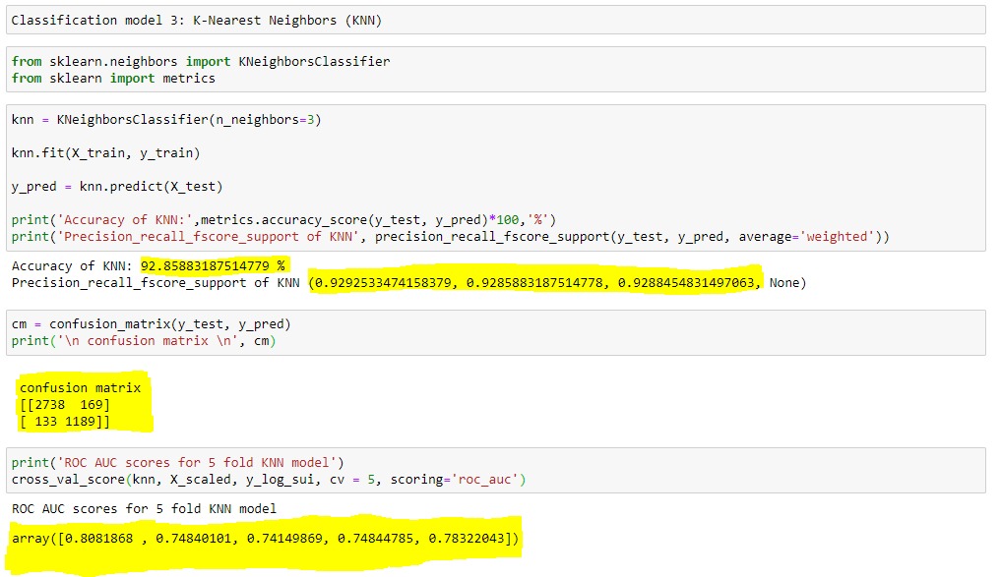 Classification model 3: K-Nearest Neighbors (KNN)
from sklearn.neighbors import KNeighborsClassifier
from sklearn import metrics
knn = KNeighborsClassifier(n_neighbors=3)
knn.fit(X_train, y_train)
y_pred = knn.predict(X_test)
print('Accuracy of KNN:',metrics.accuracy_score(y_test, y_pred)*100,'%')
print('Precision_recall_fscore_support of KNN', precision_recall_fscore_support(y_test, y_pred, average='weighted'))
Accuracy of KNN: 92.85883187514779 %
Precision_recall_fscore_support of KNN (0.9292533474158379, 0.9285883187514778, 0.9288454831497063, None)
cm = confusion_matrix(y_test, y_pred)
print('\n confusion matrix \n', cm)
confusion matrix
[[2738  169]
[ 133 1189]]
print('ROC AUC scores for 5 fold KNN model')
cross_val_score(knn, X_scaled, y_log_sui, cv = 5, scoring='roc_auc')
ROC AUC scores for 5 fold KNN model
array([0.8081868 , 0.74840101, 0.74149869, 0.74844785, 0.78322043])